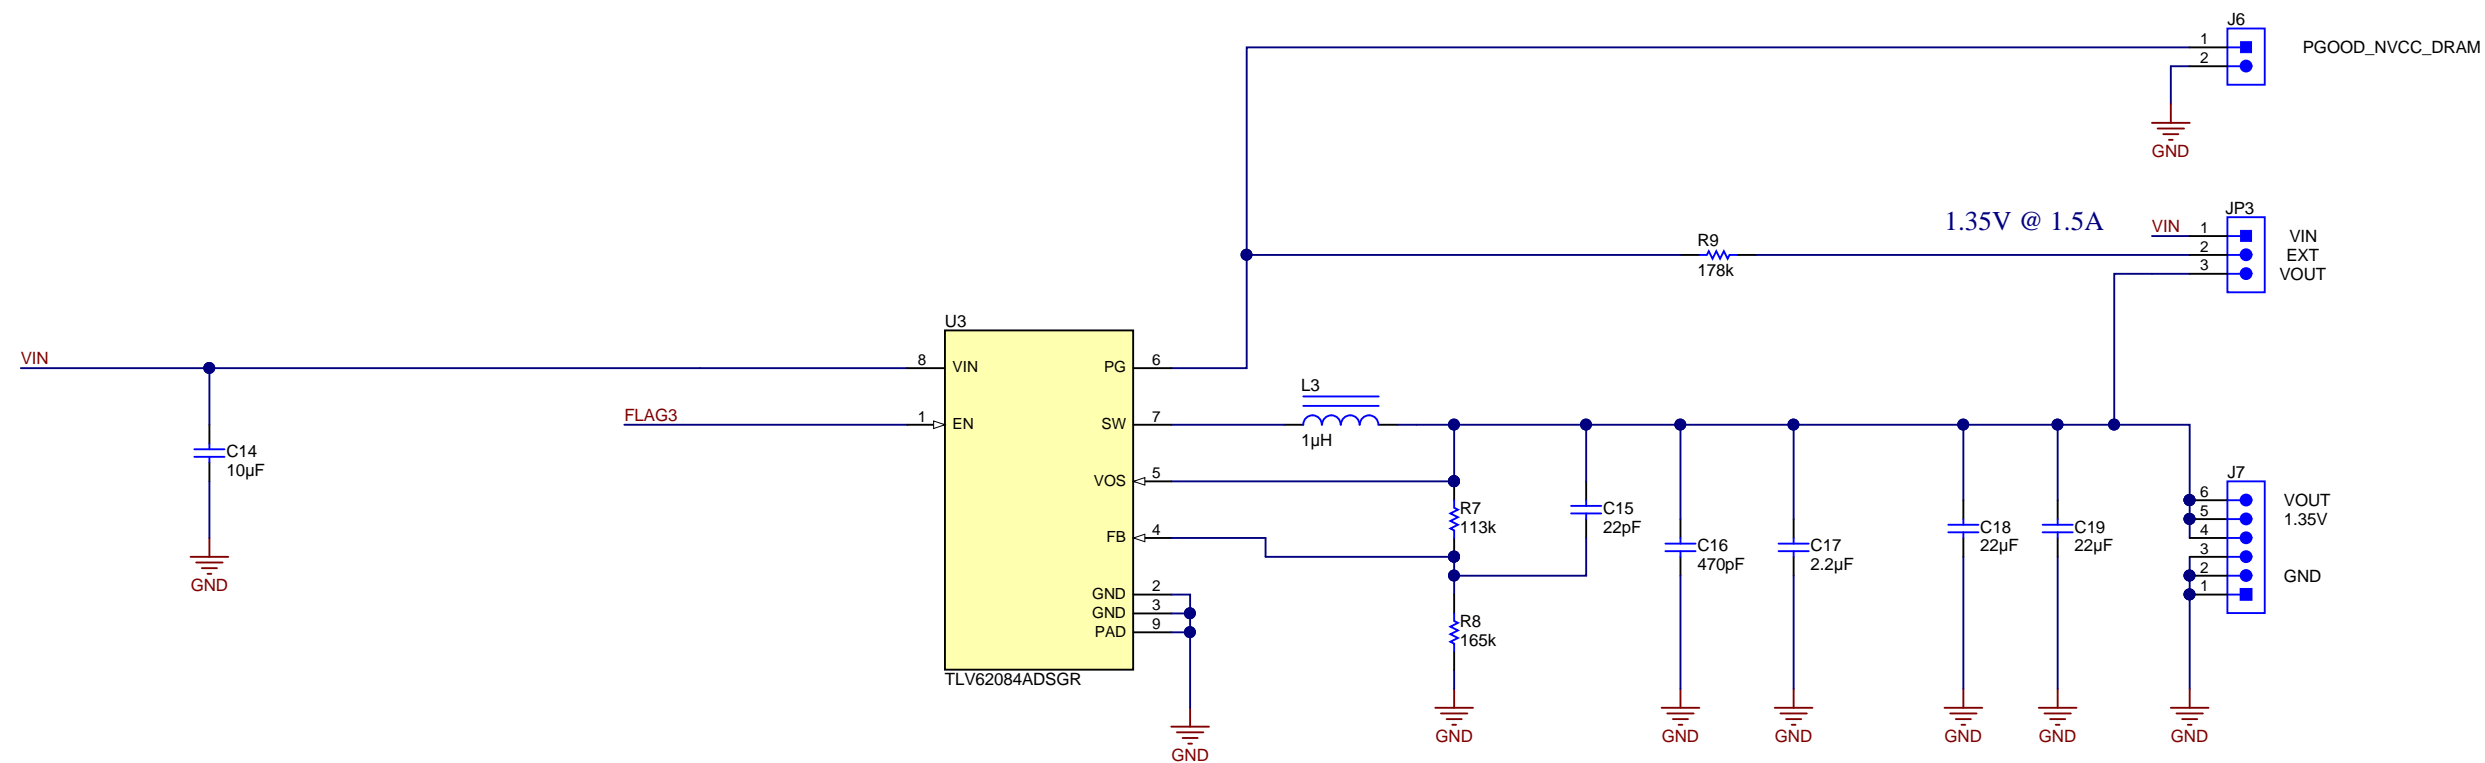 J6
1
2
PGOOD_NVCC_DRAM
GND
1.35V @ 1.5A
JP3
VIN
1
2
3
VIN
EXT
VOUT
R9
178k
U3
VIN
8
VIN
PG
6
FLAG3
1
EN
SW
7
L3
1µH
C14
10µF
GND
VOS
5
FB
4
GND
2
GND
3
PAD
9
TLV62084ADSGR
GND
R7
113k
R8
165k
GND
C15
22pF
C16
470pF
GND
C17
2.2µF
GND
C18
22µF
GND
C19
22µF
GND
J7
6
5
4
3
2
1
VOUT
1.35V
GND
GND